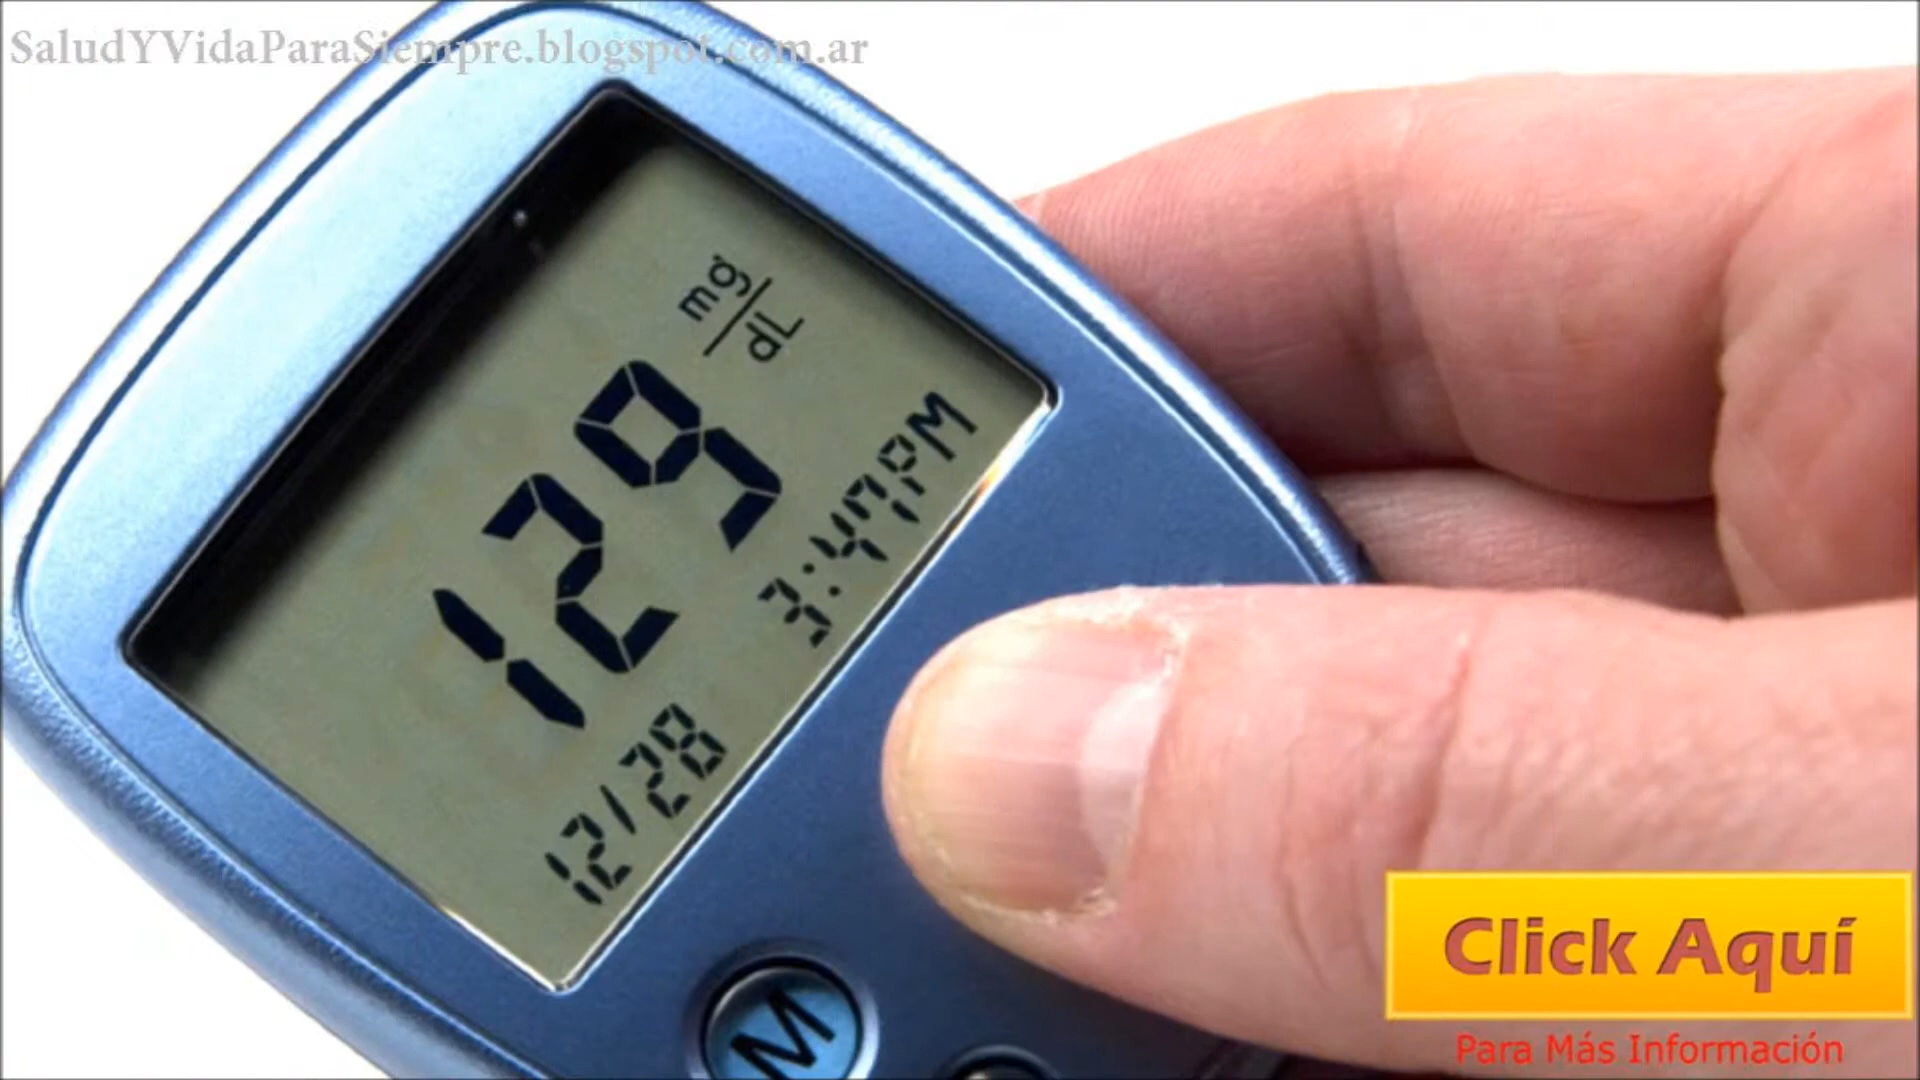 SaludYVidaParaSiempre.blogspot.com.ar
mg/dL
129
3:47PM
12/28
M
Click Aquí
Para Más Información